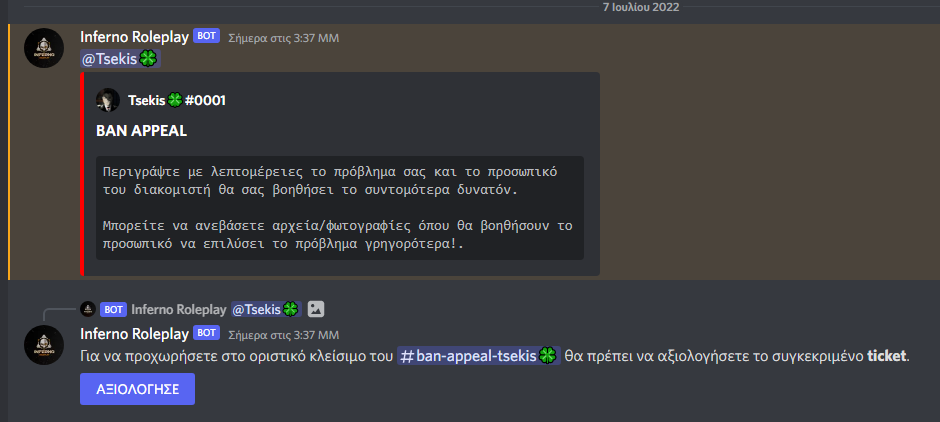 7 Ιουλίου 2022
Inferno Roleplay BOT Σήμερα στις 3:37 ΜΜ
@Tsekis🍀
Tsekis🍀#0001
BAN APPEAL
Περιγράψτε με λεπτομέρειες το πρόβλημα σας και το προσωπικό
του διακομιστή θα σας βοηθήσει το συντομότερα δυνατόν.
Μπορείτε να ανεβάσετε αρχεία/φωτογραφίες όπου θα βοηθήσουν το
προσωπικό να επιλύσει το πρόβλημα γρηγορότερα!.
BOT Inferno Roleplay @Tsekis🍀
Inferno Roleplay BOT Σήμερα στις 3:37 ΜΜ
Για να προχωρήσετε στο οριστικό κλείσιμο του #ban-appeal-tsekis🍀 θα πρέπει να αξιολογήσετε το συγκεκριμένο ticket.
ΑΞΙΟΛΟΓΗΣΕ